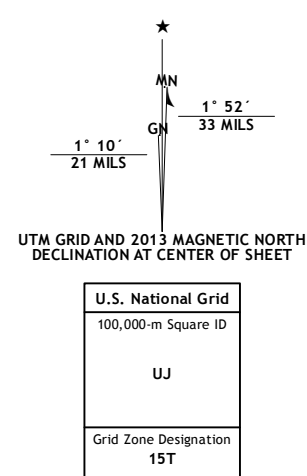 ★
MN
1° 52´
33 MILS
GN
1° 10´
21 MILS
UTM GRID AND 2013 MAGNETIC NORTH
DECLINATION AT CENTER OF SHEET
U.S. National Grid
100,000-m Square ID
UJ
Grid Zone Designation
15T